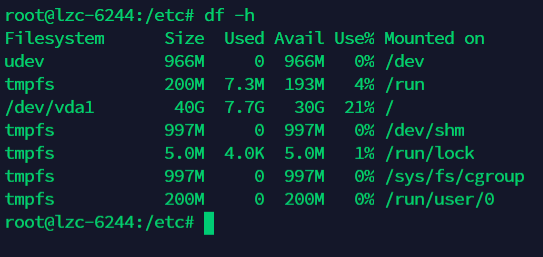 root@lzc-6244:/etc# df -h
Filesystem      Size  Used Avail Use% Mounted on
udev            966M     0  966M   0% /dev
tmpfs           200M  7.3M  193M   4% /run
/dev/vda1        40G  7.7G   30G  21% /
tmpfs           997M     0  997M   0% /dev/shm
tmpfs           5.0M  4.0K  5.0M   1% /run/lock
tmpfs           997M     0  997M   0% /sys/fs/cgroup
tmpfs           200M     0  200M   0% /run/user/0
root@lzc-6244:/etc#